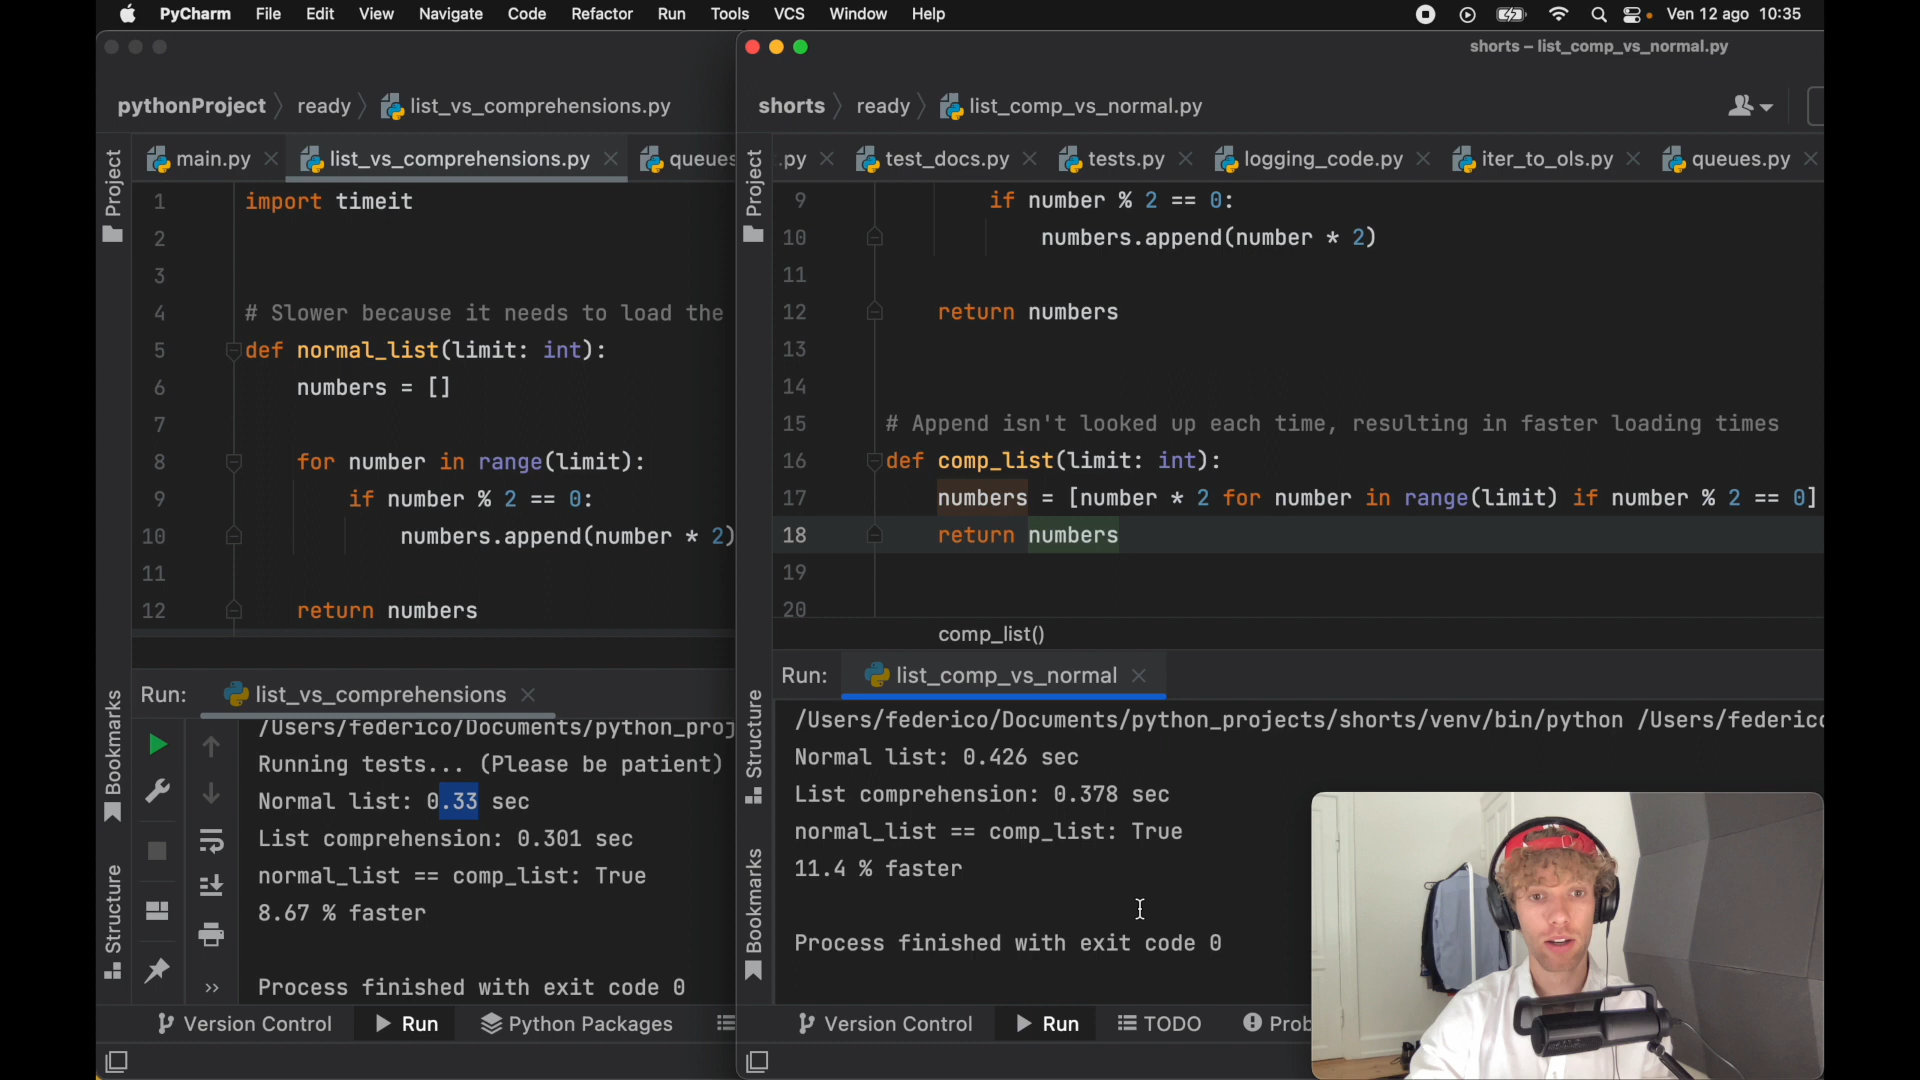 PyCharm File Edit View Navigate Code Refactor Run Tools VCS Window Help Ven 12 ago 10:35
shorts – list_comp_vs_normal.py
pythonProject ready list_vs_comprehensions.py
main.py list_vs_comprehensions.py queues
Project
1 import timeit
2
3
4 # Slower because it needs to load the
5 def normal_list(limit: int):
6 numbers = []
7
8 for number in range(limit):
9 if number % 2 == 0:
10 numbers.append(number * 2)
11
12 return numbers
Run: list_vs_comprehensions
/Users/federico/Documents/python_proj
Running tests... (Please be patient)
Normal list: 0.33 sec
List comprehension: 0.301 sec
normal_list == comp_list: True
8.67 % faster
Process finished with exit code 0
Bookmarks
Structure
Version Control Run Python Packages
shorts ready list_comp_vs_normal.py
.py test_docs.py tests.py logging_code.py iter_to_ols.py queues.py
Project
9 if number % 2 == 0:
10 numbers.append(number * 2)
11
12 return numbers
13
14
15 # Append isn't looked up each time, resulting in faster loading times
16 def comp_list(limit: int):
17 numbers = [number * 2 for number in range(limit) if number % 2 == 0]
18 return numbers
19
20
comp_list()
Run: list_comp_vs_normal
/Users/federico/Documents/python_projects/shorts/venv/bin/python /Users/federico
Normal list: 0.426 sec
List comprehension: 0.378 sec
normal_list == comp_list: True
11.4 % faster
Process finished with exit code 0
Structure
Bookmarks
Version Control Run TODO Prob